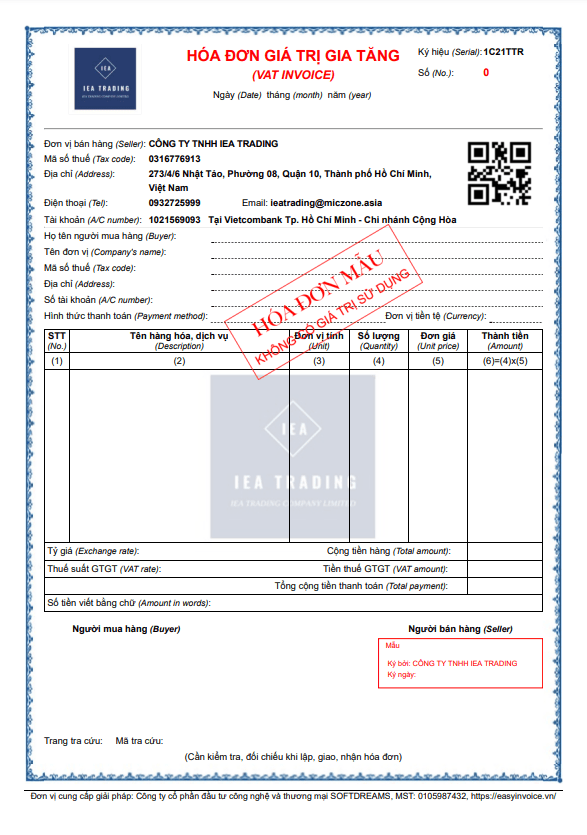 IEA
IEA TRADING
IEA TRADING COMPANY LIMITED
HÓA ĐƠN GIÁ TRỊ GIA TĂNG
(VAT INVOICE)
Ngày (Date) tháng (month) năm (year)
Ký hiệu (Serial): 1C21TTR
Số (No.): 0
Đơn vị bán hàng (Seller): CÔNG TY TNHH IEA TRADING
Mã số thuế (Tax code): 0316776913
Địa chỉ (Address): 273/4/6 Nhật Tảo, Phường 08, Quận 10, Thành phố Hồ Chí Minh,
Việt Nam
Điện thoại (Tel): 0932725999 Email: ieatrading@miczone.asia
Tài khoản (A/C number): 1021569093 Tại Vietcombank Tp. Hồ Chí Minh - Chi nhánh Cộng Hòa
Họ tên người mua hàng (Buyer):
Tên đơn vị (Company's name):
Mã số thuế (Tax code):
Địa chỉ (Address):
Số tài khoản (A/C number):
Hình thức thanh toán (Payment method): Đơn vị tiền tệ (Currency):
HÓA ĐƠN MẪU
KHÔNG CÓ GIÁ TRỊ SỬ DỤNG
STT Tên hàng hóa, dịch vụ Đơn vị tính Số lượng Đơn giá Thành tiền
(No.) (Description) (Unit) (Quantity) (Unit price) (Amount)
(1) (2) (3) (4) (5) (6)=(4)x(5)
IEA
IEA TRADING
IEA TRADING COMPANY LIMITED
Tỷ giá (Exchange rate): Cộng tiền hàng (Total amount):
Thuế suất GTGT (VAT rate): Tiền thuế GTGT (VAT amount):
Tổng cộng tiền thanh toán (Total payment):
Số tiền viết bằng chữ (Amount in words):
Người mua hàng (Buyer) Người bán hàng (Seller)
Mẫu
Ký bởi: CÔNG TY TNHH IEA TRADING
Ký ngày:
Trang tra cứu: Mã tra cứu:
(Cần kiểm tra, đối chiếu khi lập, giao, nhận hóa đơn)
Đơn vị cung cấp giải pháp: Công ty cổ phần đầu tư công nghệ và thương mại SOFTDREAMS, MST: 0105987432, https://easyinvoice.vn/